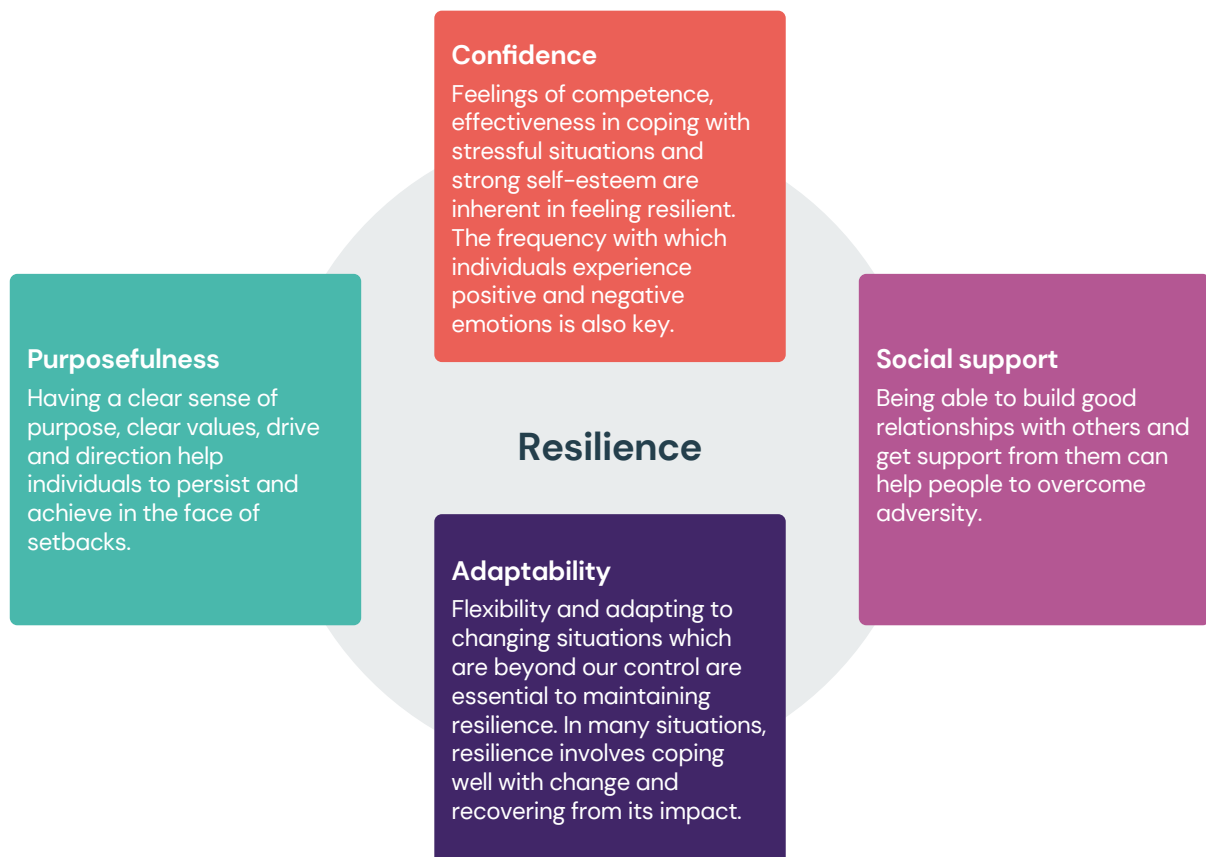 Confidence
Feelings of competence,
effectiveness in coping with
stressful situations and
strong self-esteem are
inherent in feeling resilient.
The frequency with which
individuals experience
positive and negative
emotions is also key.
Purposefulness
Having a clear sense of
purpose, clear values, drive
and direction help
individuals to persist and
achieve in the face of
setbacks.
Resilience
Social support
Being able to build good
relationships with others and
get support from them can
help people to overcome
adversity.
Adaptability
Flexibility and adapting to
changing situations which
are beyond our control are
essential to maintaining
resilience. In many situations,
resilience involves coping
well with change and
recovering from its impact.